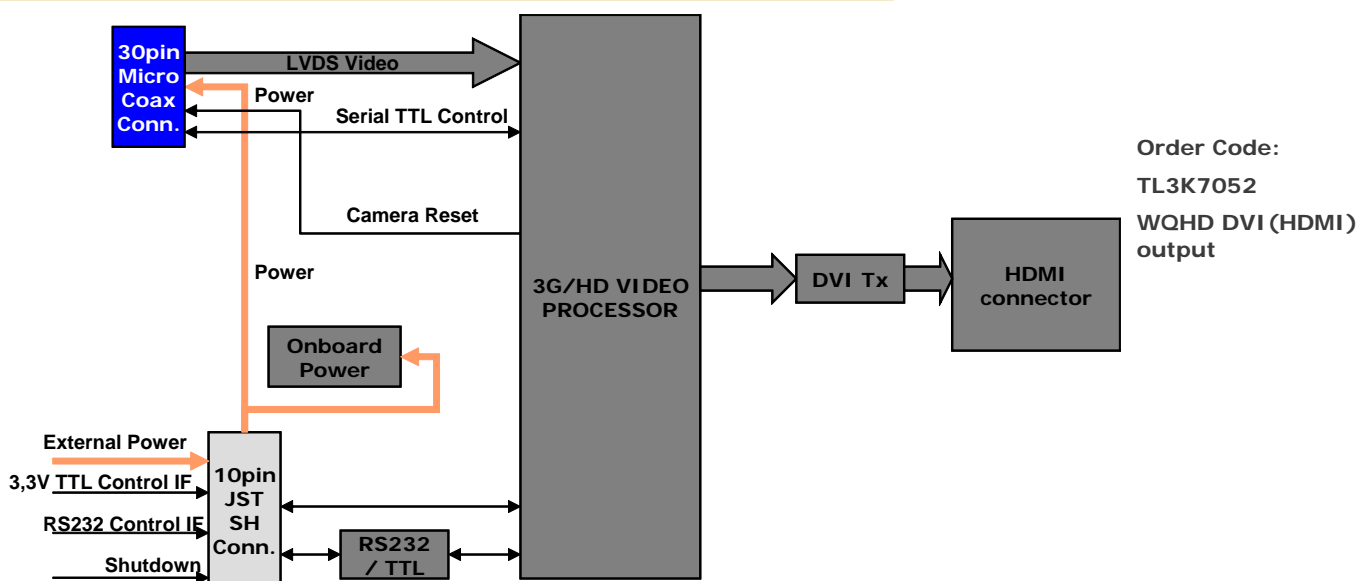 30pin
Micro
Coax
Conn.
LVDS Video
Power
Serial TTL Control
Camera Reset
Power
Onboard
Power
External Power
3,3V TTL Control IF
RS232 Control IF
Shutdown
10pin
JST
SH
Conn.
RS232
/ TTL
3G/HD VIDEO
PROCESSOR
DVI Tx
HDMI
connector
Order Code:
TL3K7052
WQHD DVI(HDMI)
output